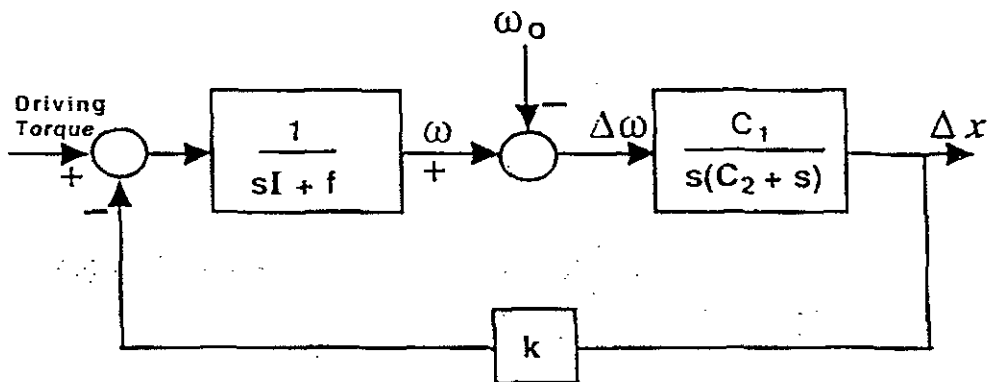 ω₀
Driving
Torque
+
−
1
sI + f
ω
+
−
Δω
C₁
s(C₂ + s)
Δx
k